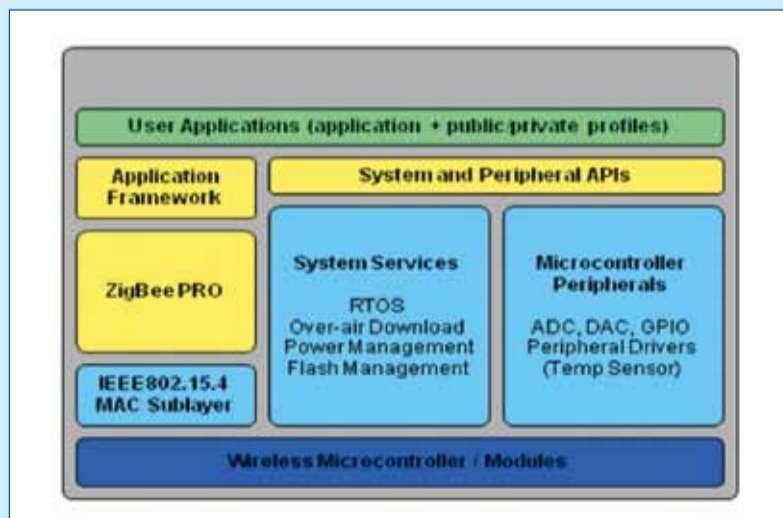 User Applications (application + public/private profiles)
Application
Framework
System and Peripheral APIs
ZigBee PRO
System Services
RTOS
Over-air Download
Power Management
Flash Management
Microcontroller
Peripherals
ADC, DAC, GPIO
Peripheral Drivers
(Temp Sensor)
IEEE802.15.4
MAC Sublayer
Wireless Microcontroller / Modules